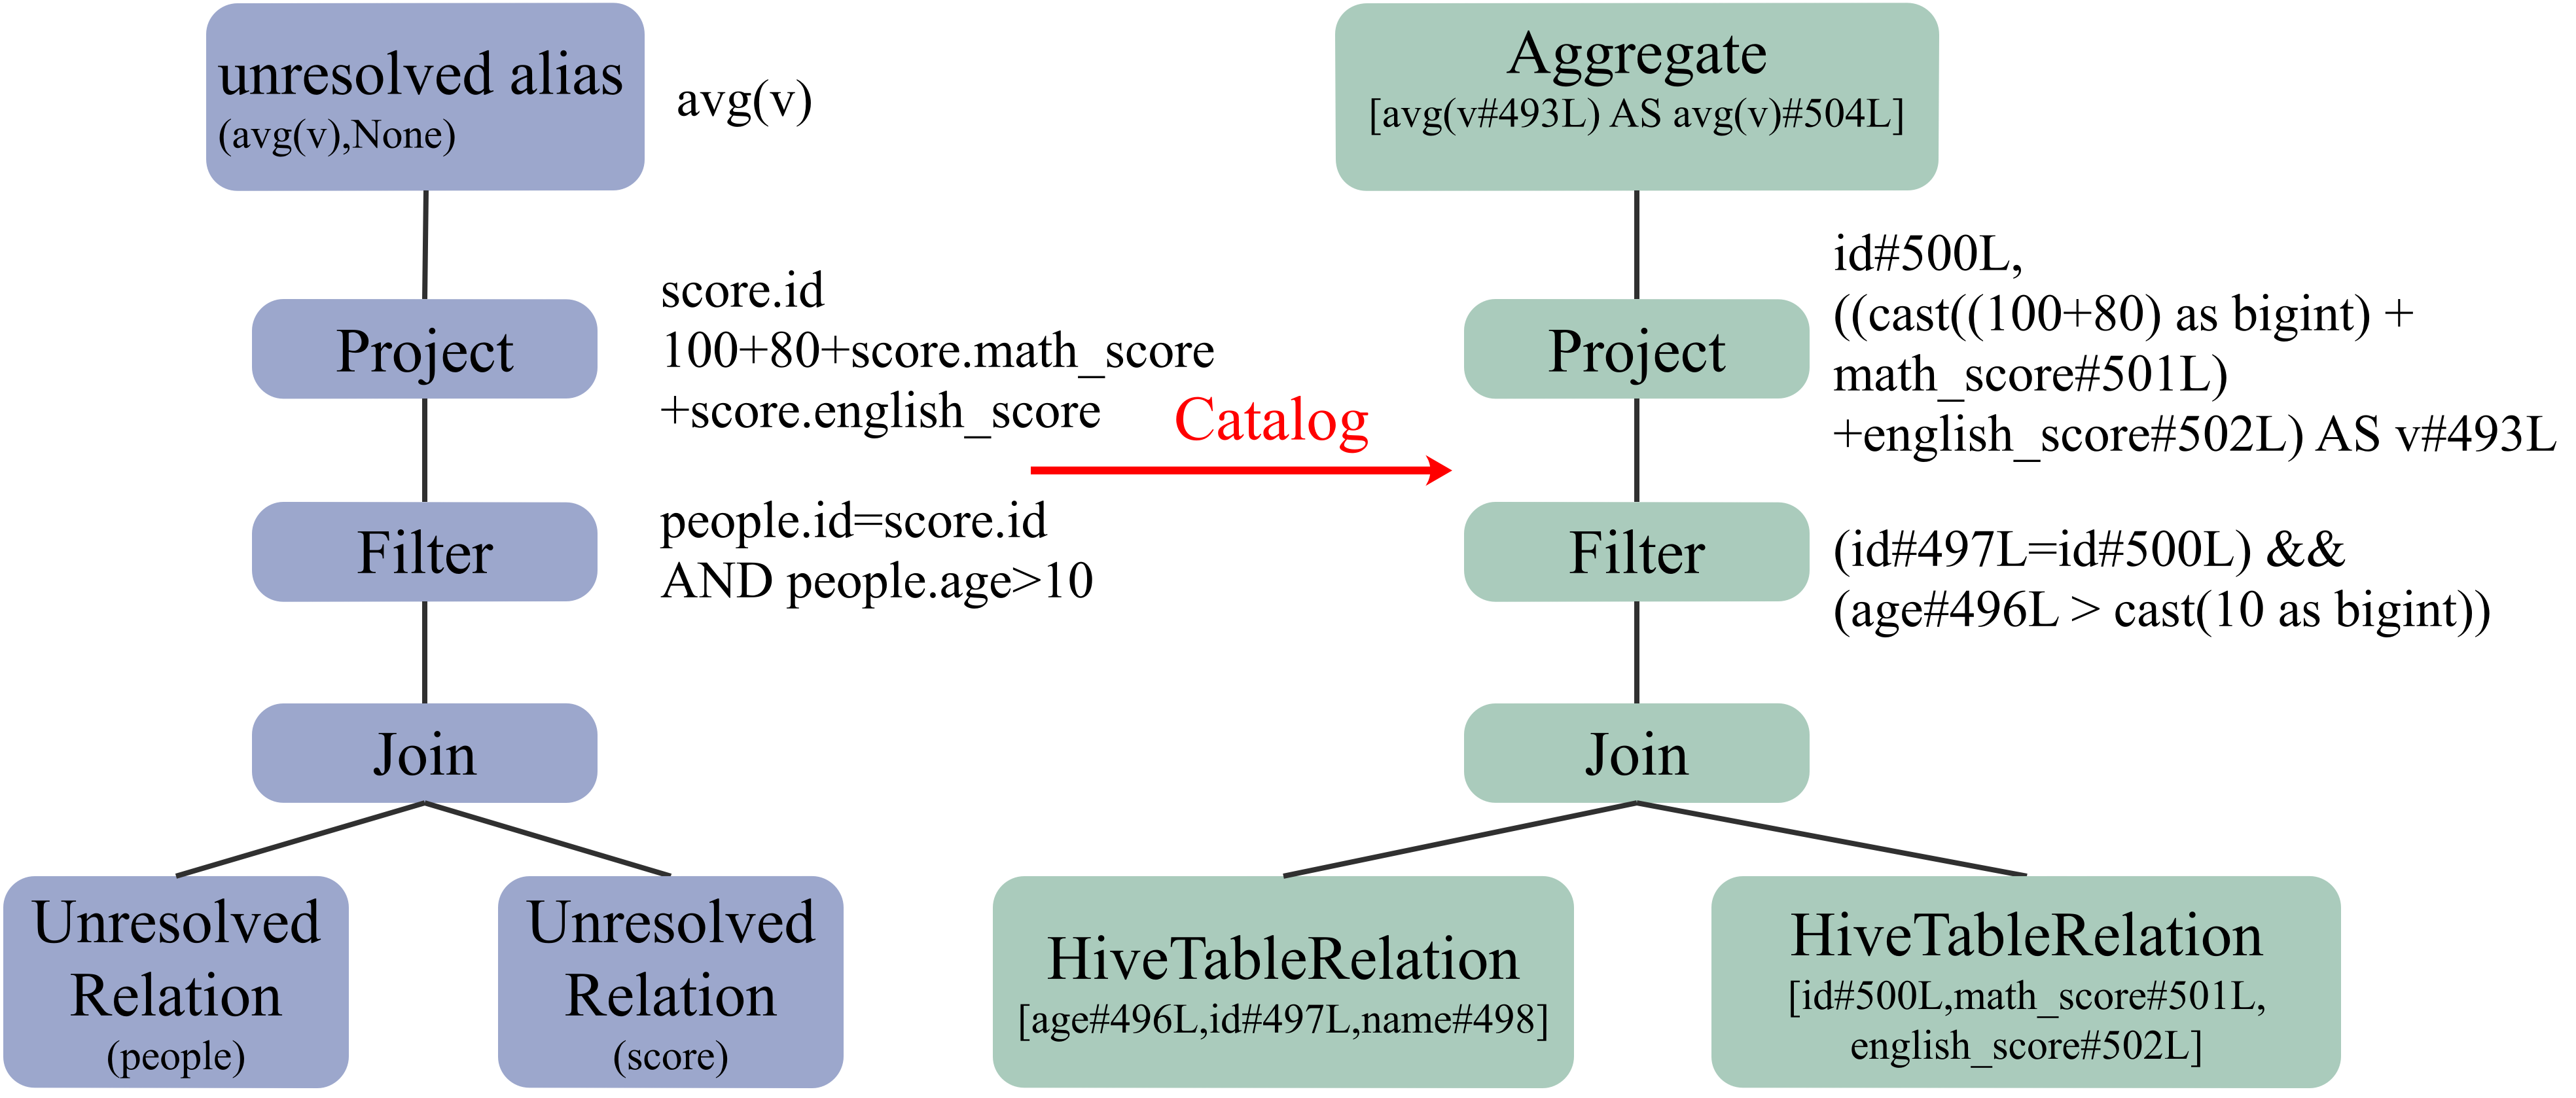 unresolved alias
(avg(v),None)
avg(v)
Project
score.id
100+80+score.math_score
+score.english_score
Filter
people.id=score.id
AND people.age>10
Join
Unresolved
Relation
(people)
Unresolved
Relation
(score)
Catalog
Aggregate
[avg(v#493L) AS avg(v)#504L]
Project
id#500L,
((cast((100+80) as bigint) +
math_score#501L)
+english_score#502L) AS v#493L
Filter
(id#497L=id#500L) &&
(age#496L > cast(10 as bigint))
Join
HiveTableRelation
[age#496L,id#497L,name#498]
HiveTableRelation
[id#500L,math_score#501L,
english_score#502L]